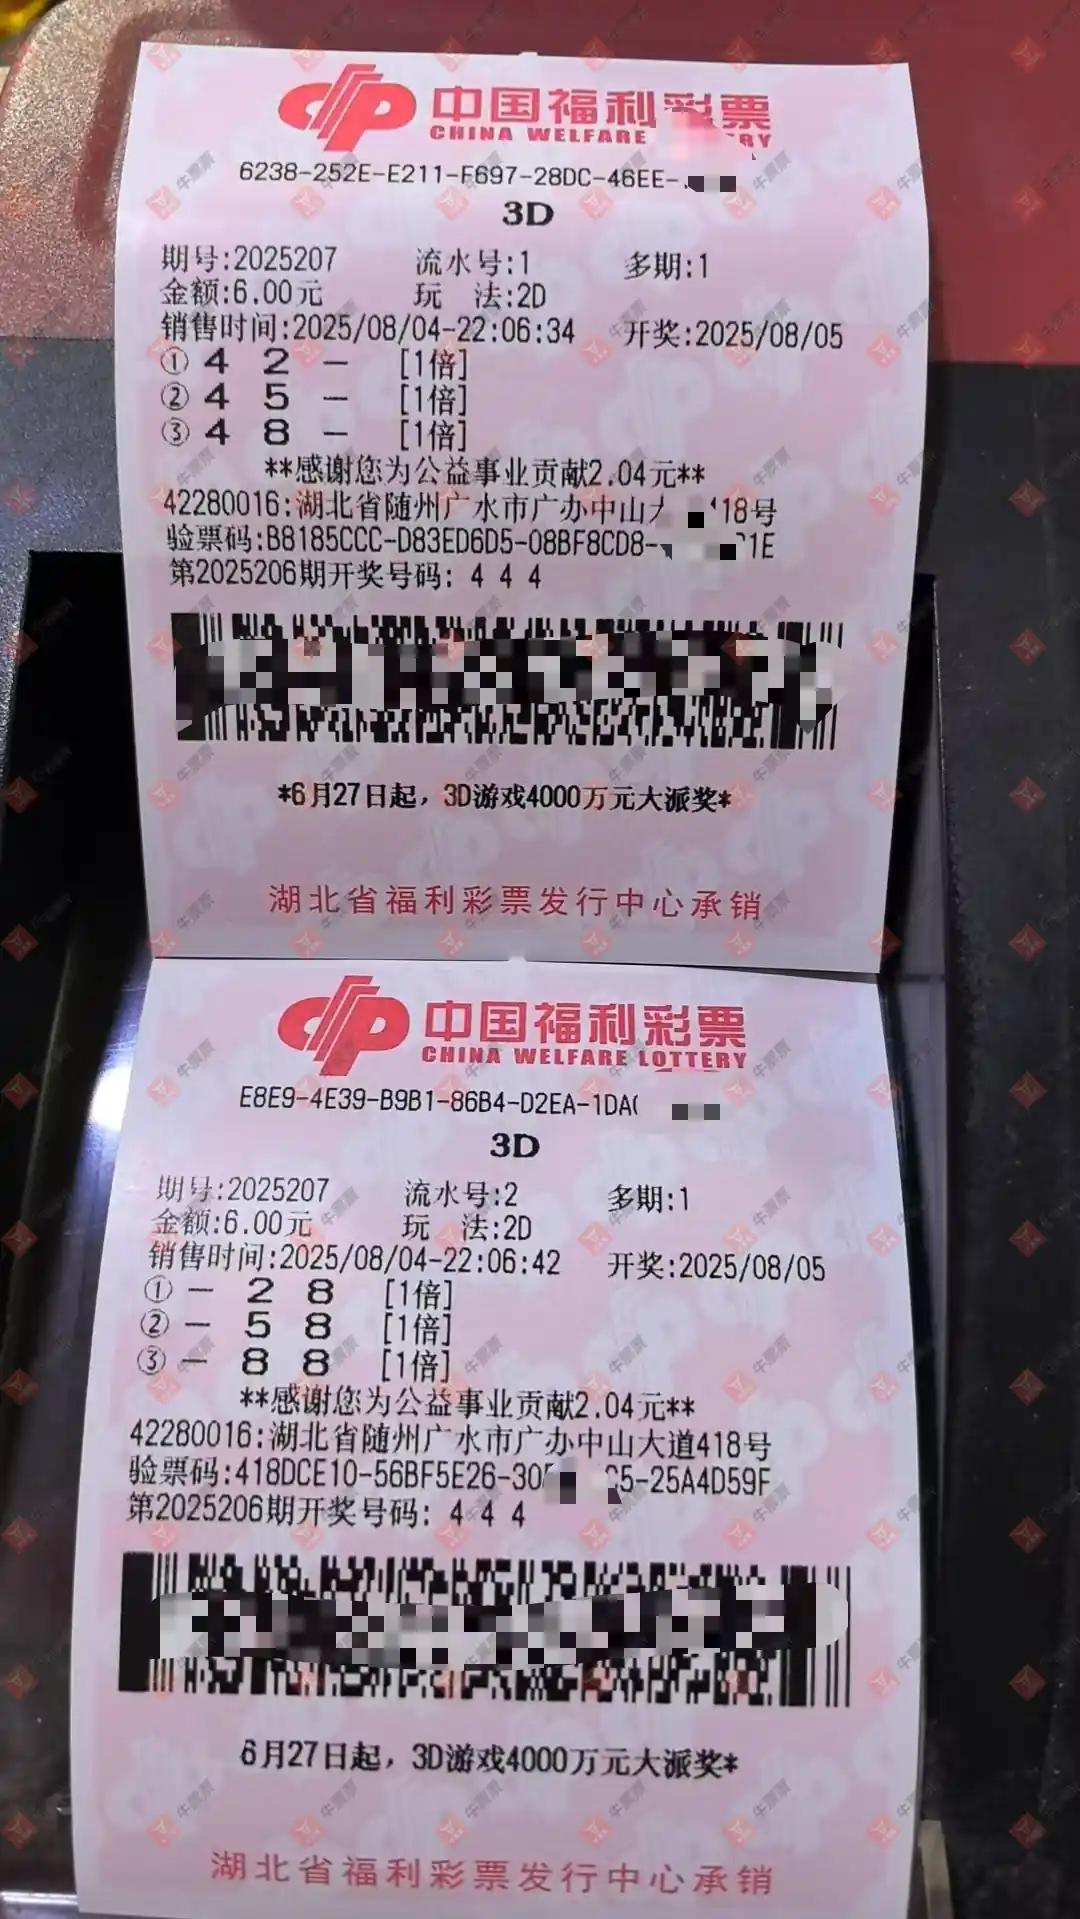 中国福利彩票
CHINA WELFARE RY
6238-252E-E211-F697-28DC-46EE-
3D
期号:2025207 流水号:1 多期:1
金额:6.00元 玩 法:2D
销售时间:2025/08/04-22:06:34 开奖:2025/08/05
① 4 2 - [1倍]
② 4 5 - [1倍]
③ 4 8 - [1倍]
**感谢您为公益事业贡献2.04元**
42280016:湖北省随州广水市广办中山 18号
验票码:B8185CCC-D83ED6D5-08BF8CD8- 1E
第2025206期开奖号码: 4 4 4
*6月27日起，3D游戏4000万元大派奖*
湖北省福利彩票发行中心承销
中国福利彩票
CHINA WELFARE LOTTERY
E8E9-4E39-B9B1-86B4-D2EA-1DA
3D
期号:2025207 流水号:2 多期:1
金额:6.00元 玩 法:2D
销售时间:2025/08/04-22:06:42 开奖:2025/08/05
① - 2 8 [1倍]
② - 5 8 [1倍]
③ - 8 8 [1倍]
**感谢您为公益事业贡献2.04元**
42280016:湖北省随州广水市广办中山大道418号
验票码:418DCE10-56BF5E26-30 C5-25A4D59F
第2025206期开奖号码: 4 4 4
6月27日起，3D游戏4000万元大派奖*
湖北省福利彩票发行中心承销
牛票票